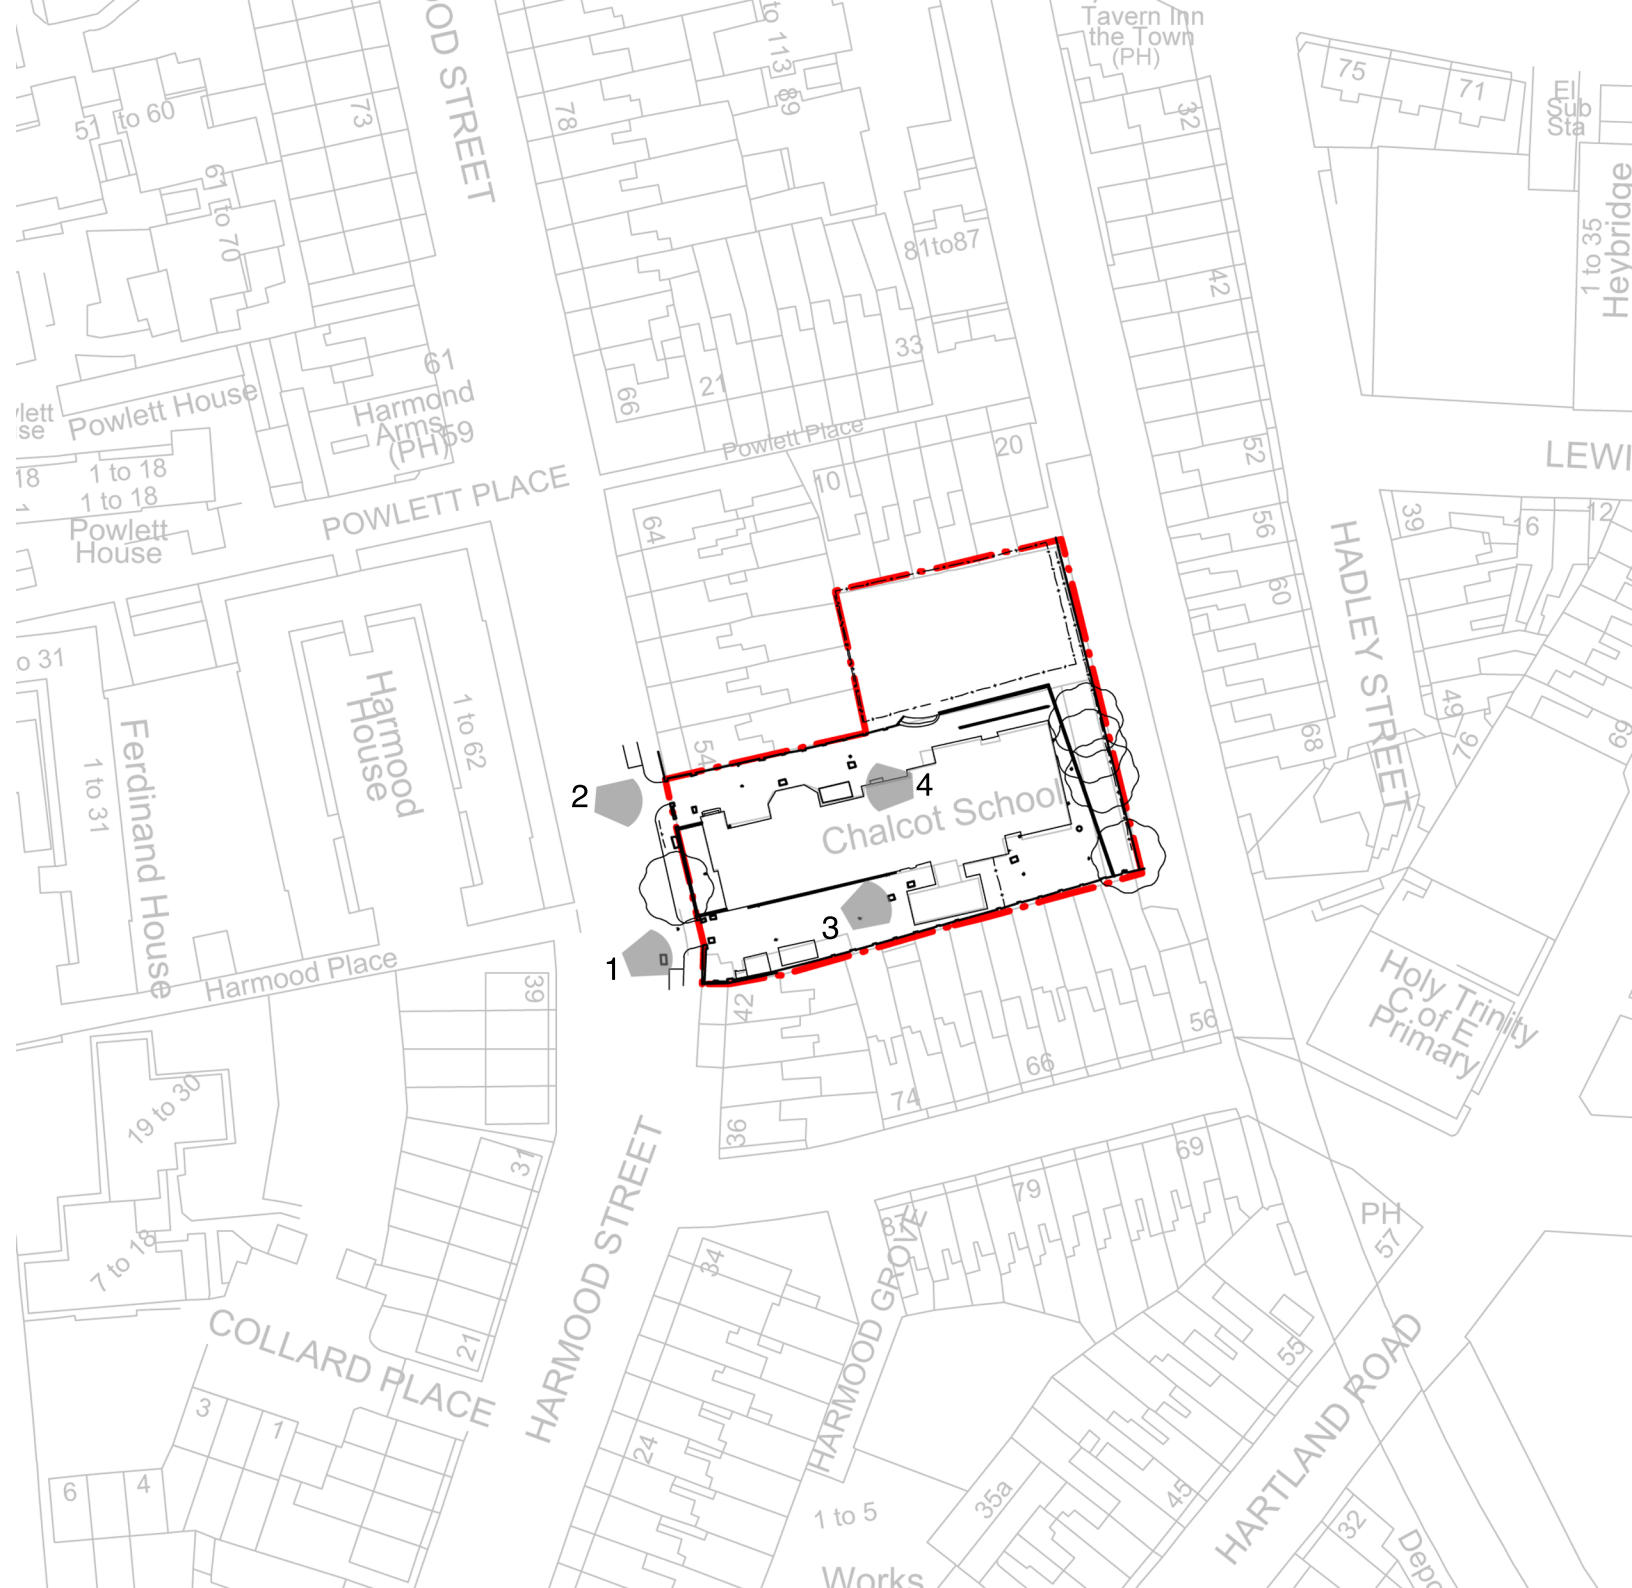 OOD STREET
to 113
89
Tavern Inn
the Town
(PH)
75
71
El
Sub
Sta
51
to 60
73
78
32
61 to 70
81to87
42
1 to 35
Heybridge
33
21
66
61
Harmond
Arms
(PH)
59
Powlett House
Powlett Place
20
10
52
LEWI
lett
se
18
1 to 18
1 to 18
Powlett
House
POWLETT PLACE
64
56
39
16
12
HADLEY STREET
60
o 31
Harmood
House
1 to 62
Ferdinand House
1 to 31
54
68
49
76
69
2
4
Chalcot School
3
1
Harmood Place
39
42
56
66
74
36
Holy Trinity
C of E
Primary
19 to 30
31
7 to 18
21
COLLARD PLACE
HARMOOD STREET
34
87
79
69
HARMOOD GROVE
PH
57
55
HARTLAND ROAD
3
1
6
4
24
1 to 5
Works
35a
45
32
Depo